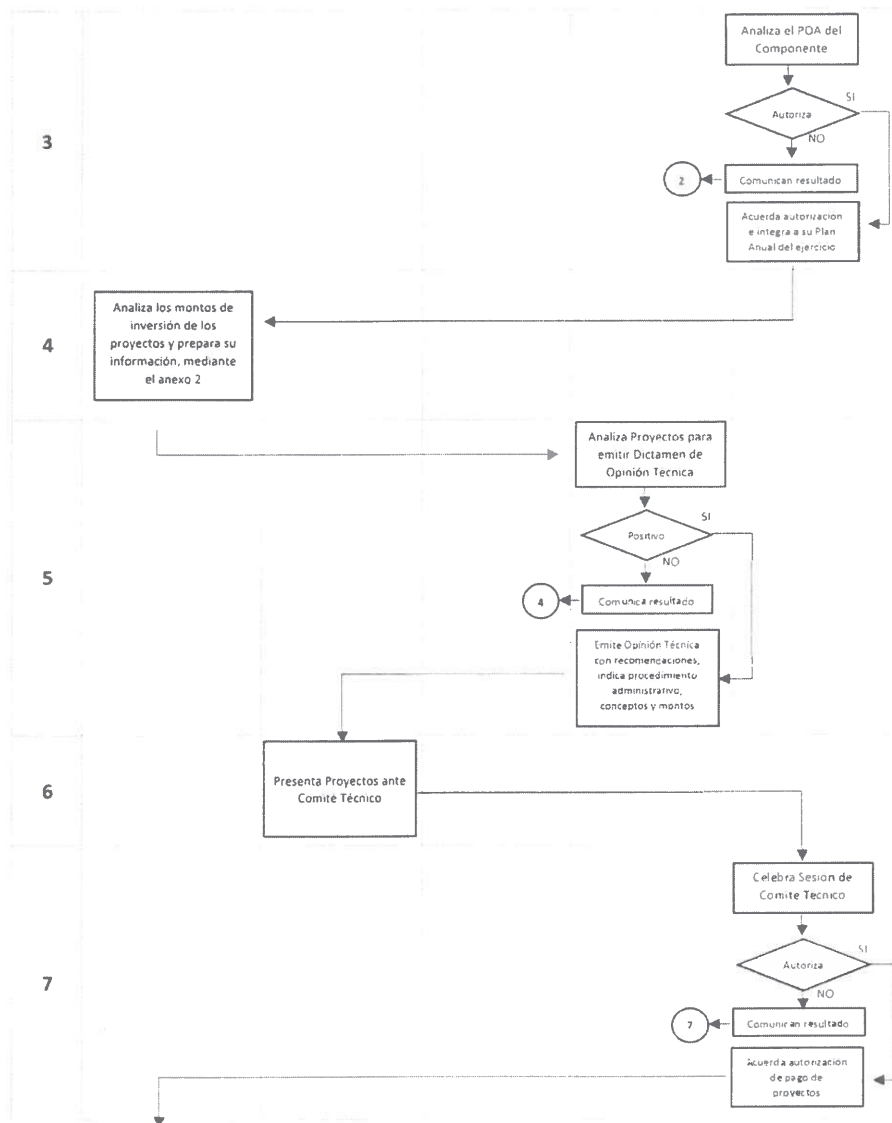 Analiza el POA del
Componente
SI
Autoriza
3
NO
2
Comunican resultado
Acuerda autorizacion
e integra a su Plan
Anual del ejercicio
4
Analiza los montos de
inversión de los
proyectos y prepara su
información, mediante
el anexo 2
Analiza Proyectos para
emitir Dictamen de
Opinión Tecnica
SI
Positivo
NO
5
4
Comunica resultado
Emite Opinión Técnica
con recomendaciones,
indica procedimiento
administrativo,
conceptos y montos
6
Presenta Proyectos ante
Comité Técnico
Celebra Sesion de
Comite Tecnico
SI
Autoriza
7
NO
7
Comunican resultado
Acuerda autorización
de pago de
proyectos